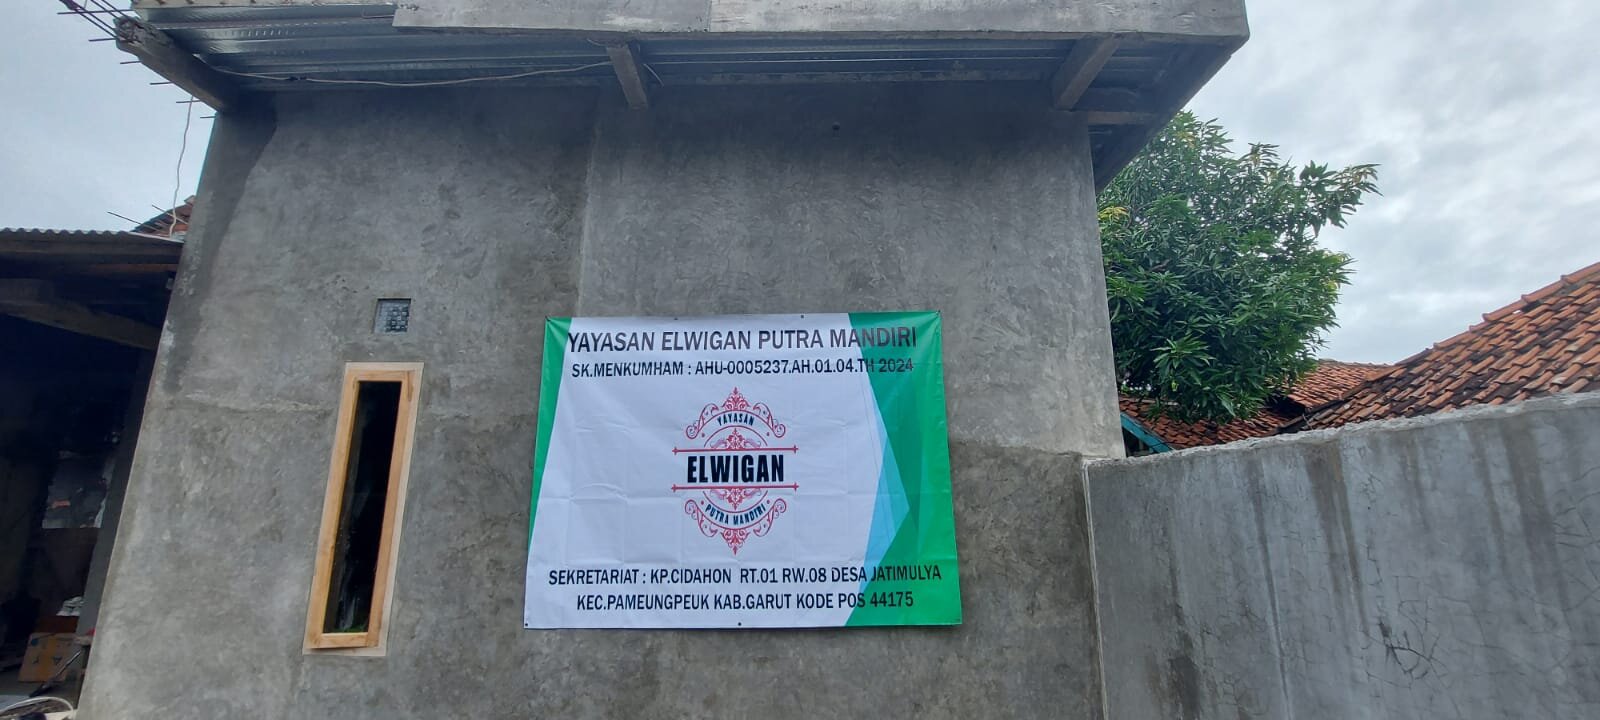 YAYASAN ELWIGAN PUTRA MANDIRI
SK.MENKUMHAM : AHU-0005237.AH.01.04.TH 2024
YAYASAN
ELWIGAN
PUTRA MANDIRI
SEKRETARIAT : KP.CIDAHON RT.01 RW.08 DESA JATIMULYA
KEC.PAMEUNGPEUK KAB.GARUT KODE POS 44175